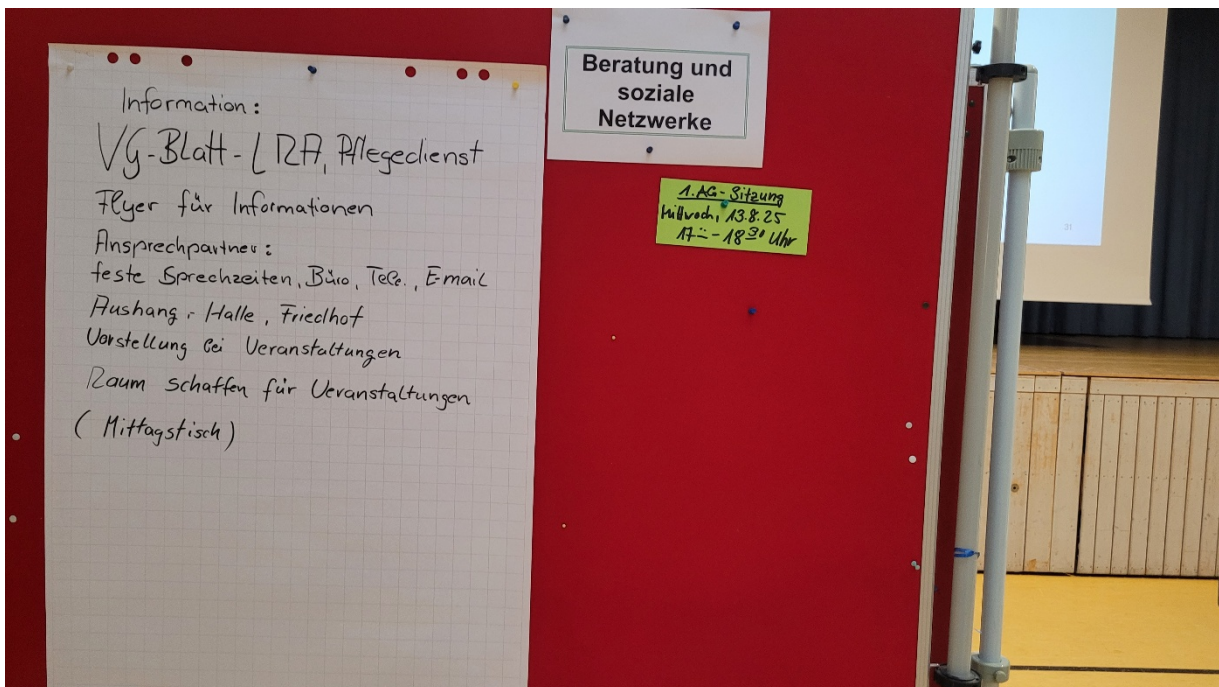 Information:
VG-Blatt-LRA, Pflegedienst
Flyer für Informationen
Ansprechpartner:
feste Sprechzeiten, Büro, Tele., E-mail
Aushang, Halle, Friedhof
Vorstellung bei Veranstaltungen
Raum schaffen für Veranstaltungen
(Mittagstisch)
Beratung und
soziale
Netzwerke
1. AG-Sitzung
Mittwoch, 13.8.25
17⁰⁰-18³⁰ Uhr